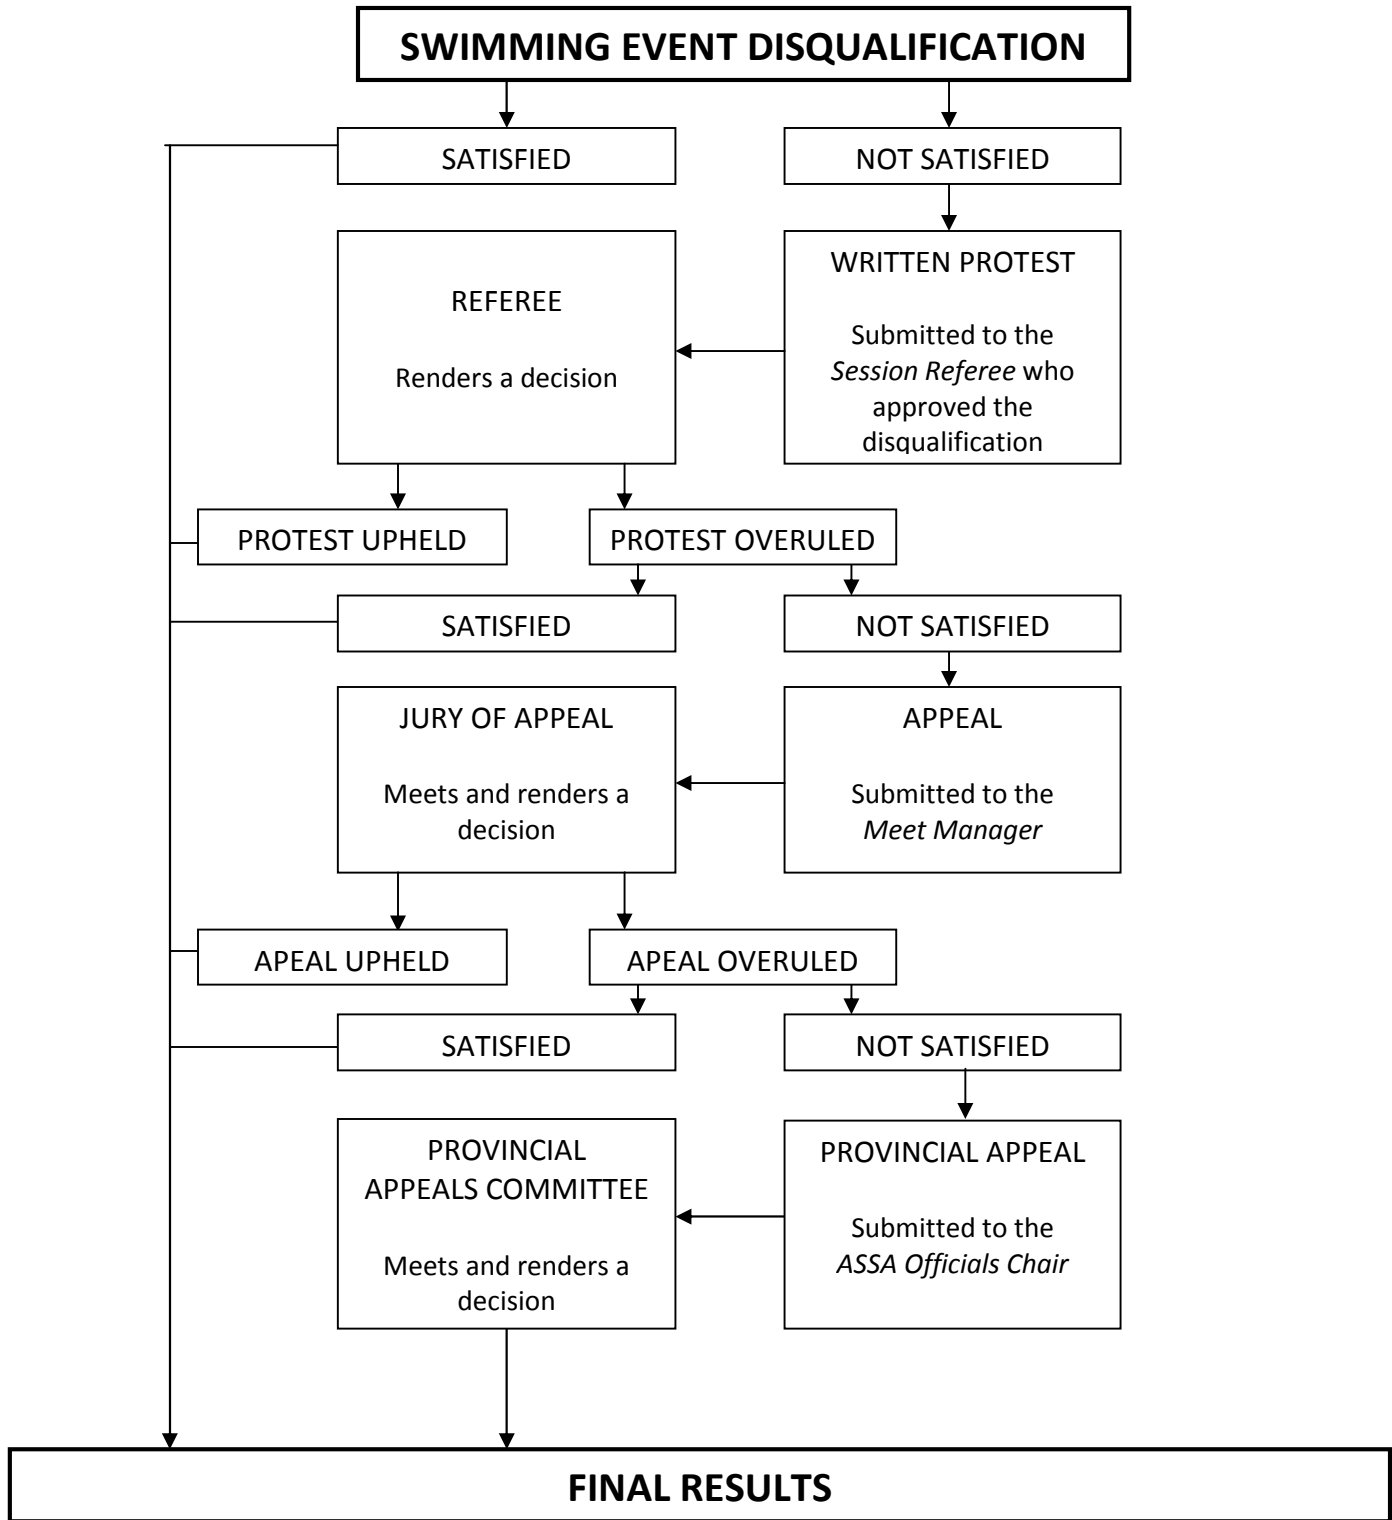 SWIMMING EVENT DISQUALIFICATION
SATISFIED
NOT SATISFIED
REFEREE
Renders a decision
WRITTEN PROTEST
Submitted to the
Session Referee who
approved the
disqualification
PROTEST UPHELD
PROTEST OVERULED
SATISFIED
NOT SATISFIED
JURY OF APPEAL
Meets and renders a
decision
APPEAL
Submitted to the
Meet Manager
APEAL UPHELD
APEAL OVERULED
SATISFIED
NOT SATISFIED
PROVINCIAL
APPEALS COMMITTEE
Meets and renders a
decision
PROVINCIAL APPEAL
Submitted to the
ASSA Officials Chair
FINAL RESULTS